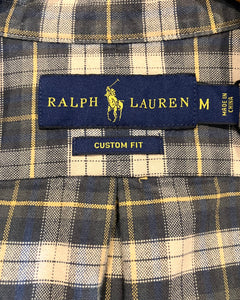 RALPH LAUREN M
MADE IN
CHINA
CUSTOM FIT